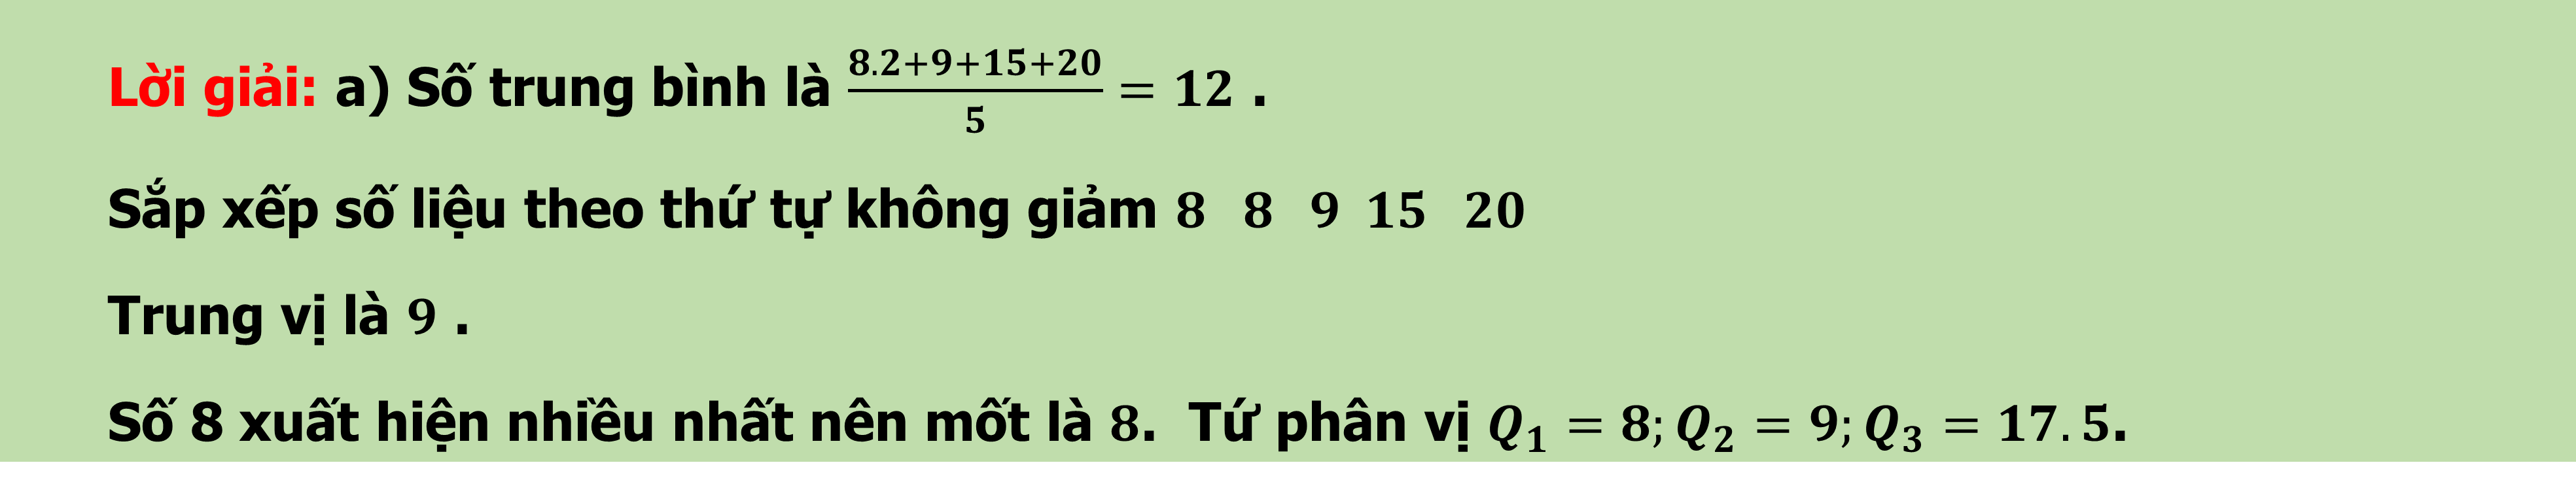 Lời giải: a) Số trung bình là \frac{8.2+9+15+20}{5} = 12 .
Sắp xếp số liệu theo thứ tự không giảm 8 8 9 15 20
Trung vị là 9 .
Số 8 xuất hiện nhiều nhất nên mốt là 8. Tứ phân vị Q₁ = 8; Q₂ = 9; Q₃ = 17. 5.